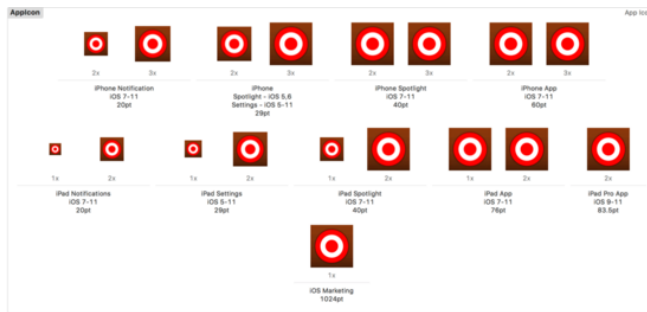 AppIcon
App Ico
2x 3x 2x 3x 2x 3x 2x 3x
iPhone Notification
iOS 7-11
20pt
iPhone
Spotlight - iOS 5,6
Settings - iOS 5-11
29pt
iPhone Spotlight
iOS 7-11
40pt
iPhone App
iOS 7-11
60pt
1x 2x 1x 2x 1x 2x 1x 2x 2x
iPad Notifications
iOS 7-11
20pt
iPad Settings
iOS 5-11
29pt
iPad Spotlight
iOS 7-11
40pt
iPad App
iOS 7-11
76pt
iPad Pro App
iOS 9-11
83.5pt
1x
iOS Marketing
1024pt